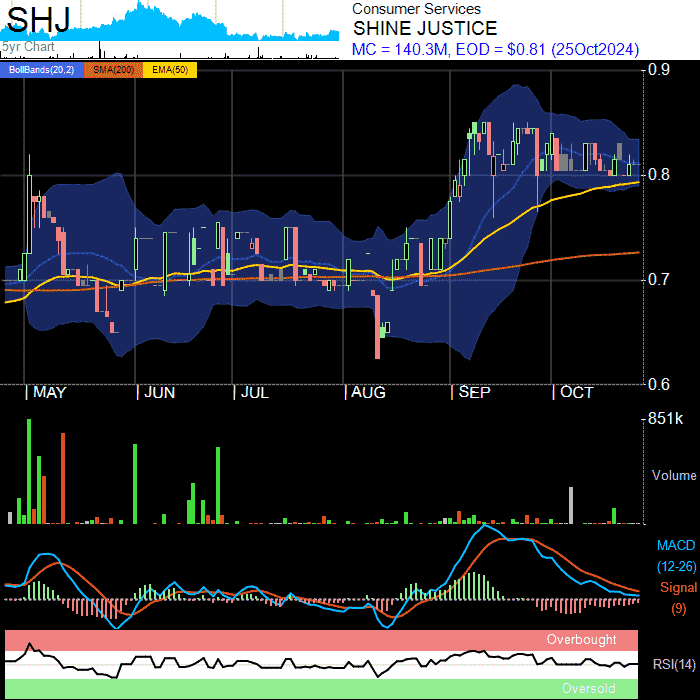 SHJ
5yr Chart
Consumer Services
SHINE JUSTICE
MC = 140.3M, EOD = $0.81 (25Oct2024)
BollBands(20,2) SMA(200) EMA(50)
0.9
0.8
0.7
0.6
MAY JUN JUL AUG SEP OCT
851k
Volume
MACD
(12-26)
Signal
(9)
Overbought
RSI(14)
Oversold